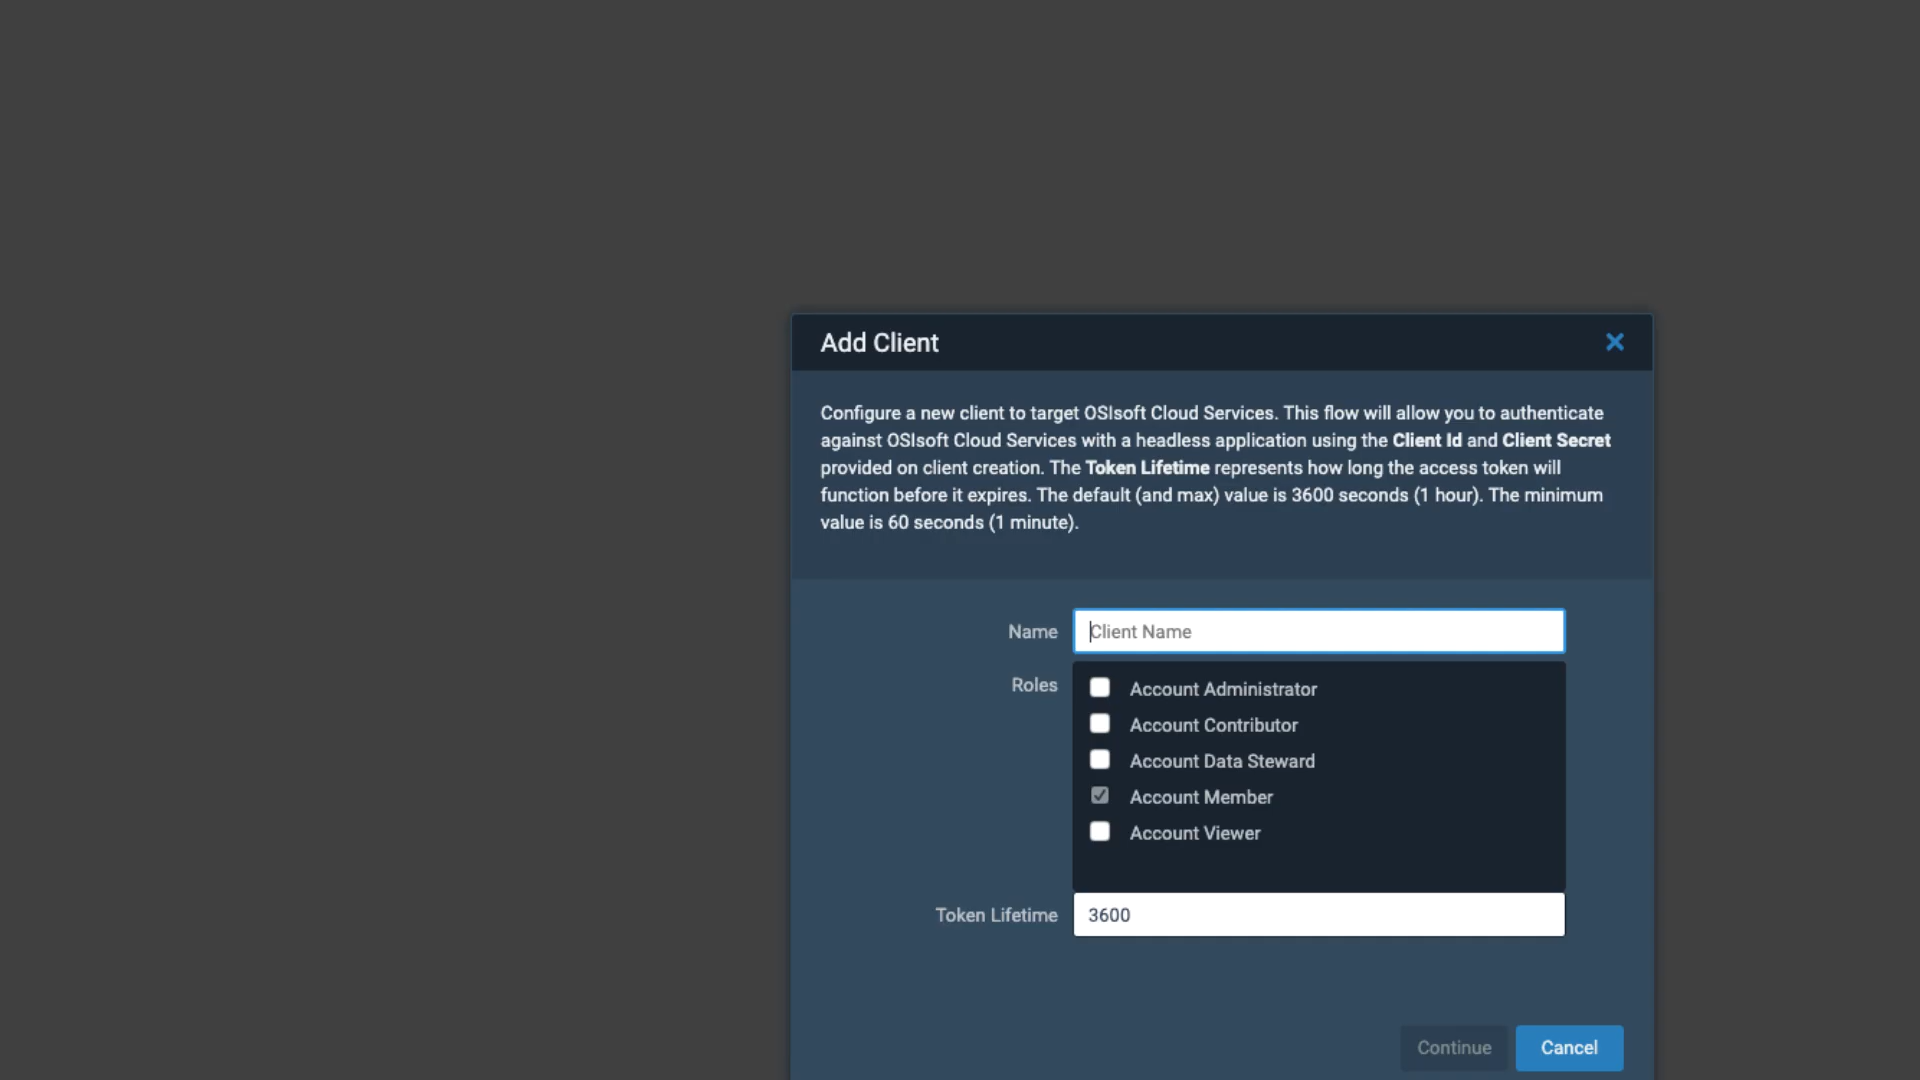 Add Client
Configure a new client to target OSIsoft Cloud Services. This flow will allow you to authenticate
against OSIsoft Cloud Services with a headless application using the Client Id and Client Secret
provided on client creation. The Token Lifetime represents how long the access token will
function before it expires. The default (and max) value is 3600 seconds (1 hour). The minimum
value is 60 seconds (1 minute).
Name Client Name
Roles
Account Administrator
Account Contributor
Account Data Steward
Account Member
Account Viewer
Token Lifetime 3600
Continue Cancel